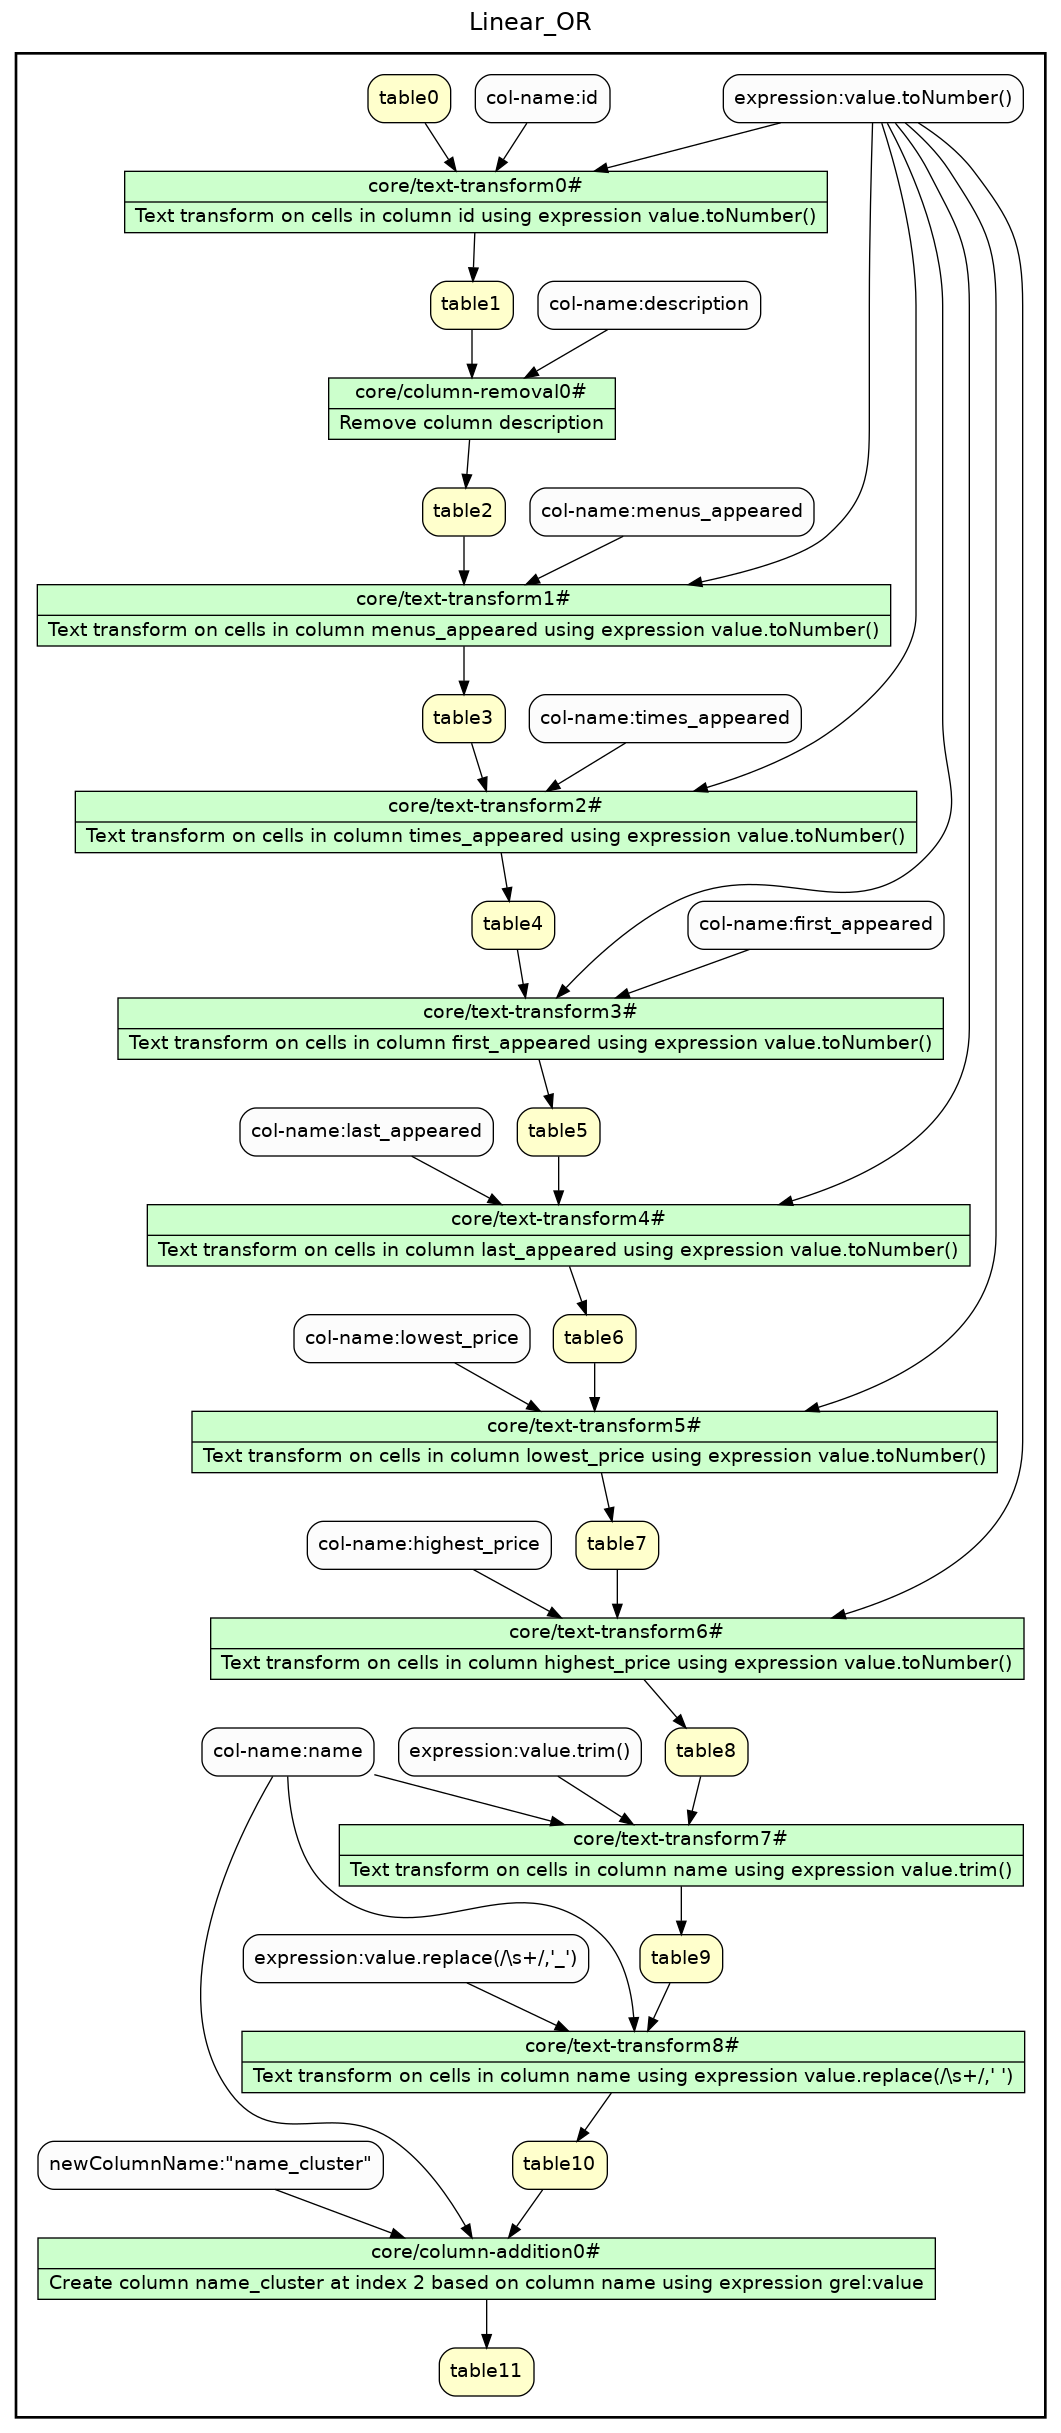 Linear_OR
table0
col-name:id
expression:value.toNumber()
core/text-transform0#
Text transform on cells in column id using expression value.toNumber()
table1
col-name:description
core/column-removal0#
Remove column description
table2
col-name:menus_appeared
core/text-transform1#
Text transform on cells in column menus_appeared using expression value.toNumber()
table3
col-name:times_appeared
core/text-transform2#
Text transform on cells in column times_appeared using expression value.toNumber()
table4
col-name:first_appeared
core/text-transform3#
Text transform on cells in column first_appeared using expression value.toNumber()
col-name:last_appeared
table5
core/text-transform4#
Text transform on cells in column last_appeared using expression value.toNumber()
col-name:lowest_price
table6
core/text-transform5#
Text transform on cells in column lowest_price using expression value.toNumber()
col-name:highest_price
table7
core/text-transform6#
Text transform on cells in column highest_price using expression value.toNumber()
col-name:name
expression:value.trim()
table8
core/text-transform7#
Text transform on cells in column name using expression value.trim()
expression:value.replace(/\s+/,'_')
table9
core/text-transform8#
Text transform on cells in column name using expression value.replace(/\s+/,' ')
newColumnName:"name_cluster"
table10
core/column-addition0#
Create column name_cluster at index 2 based on column name using expression grel:value
table11